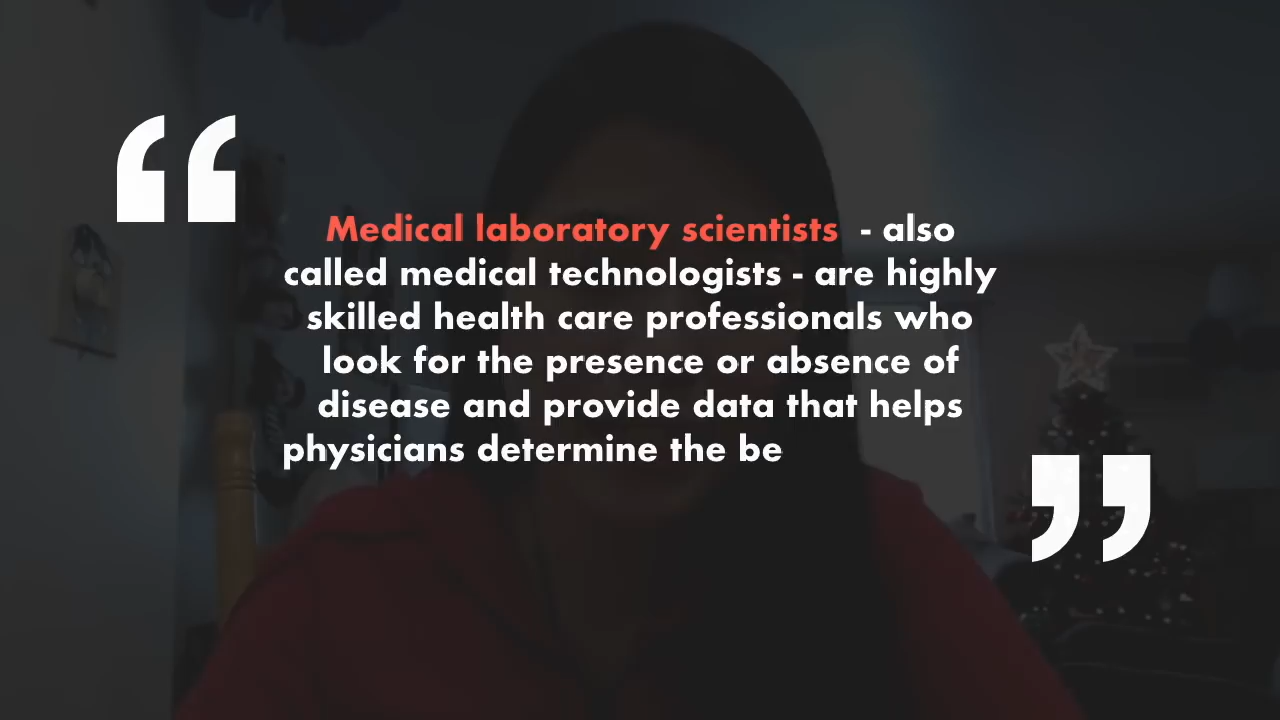 “
Medical laboratory scientists - also
called medical technologists - are highly
skilled health care professionals who
look for the presence or absence of
disease and provide data that helps
physicians determine the be
”